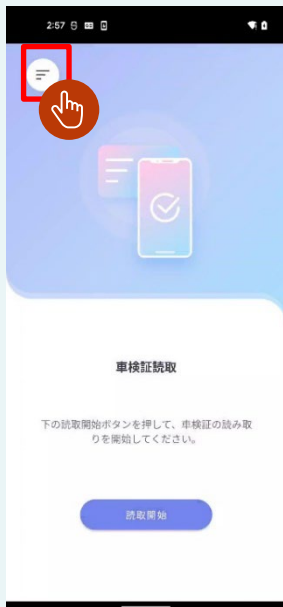 2:57
車検証読取
下の読取開始ボタンを押して、車検証の読み取
りを開始してください。
読取開始